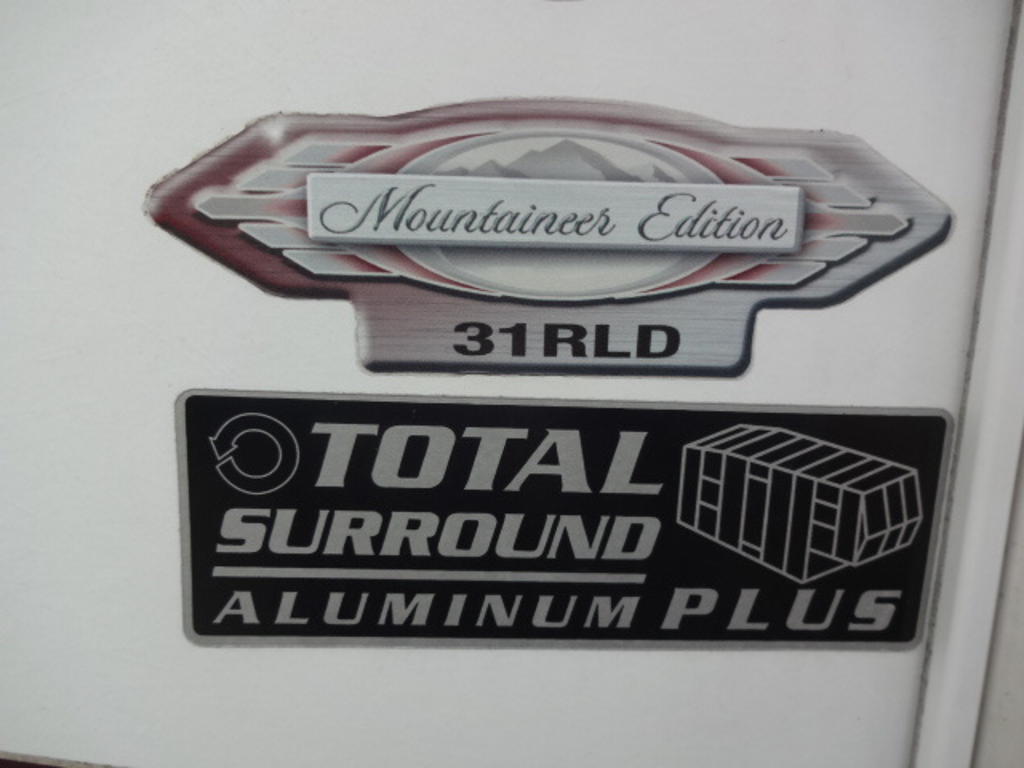 Mountaineer Edition
31RLD
TOTAL
SURROUND
ALUMINUM PLUS